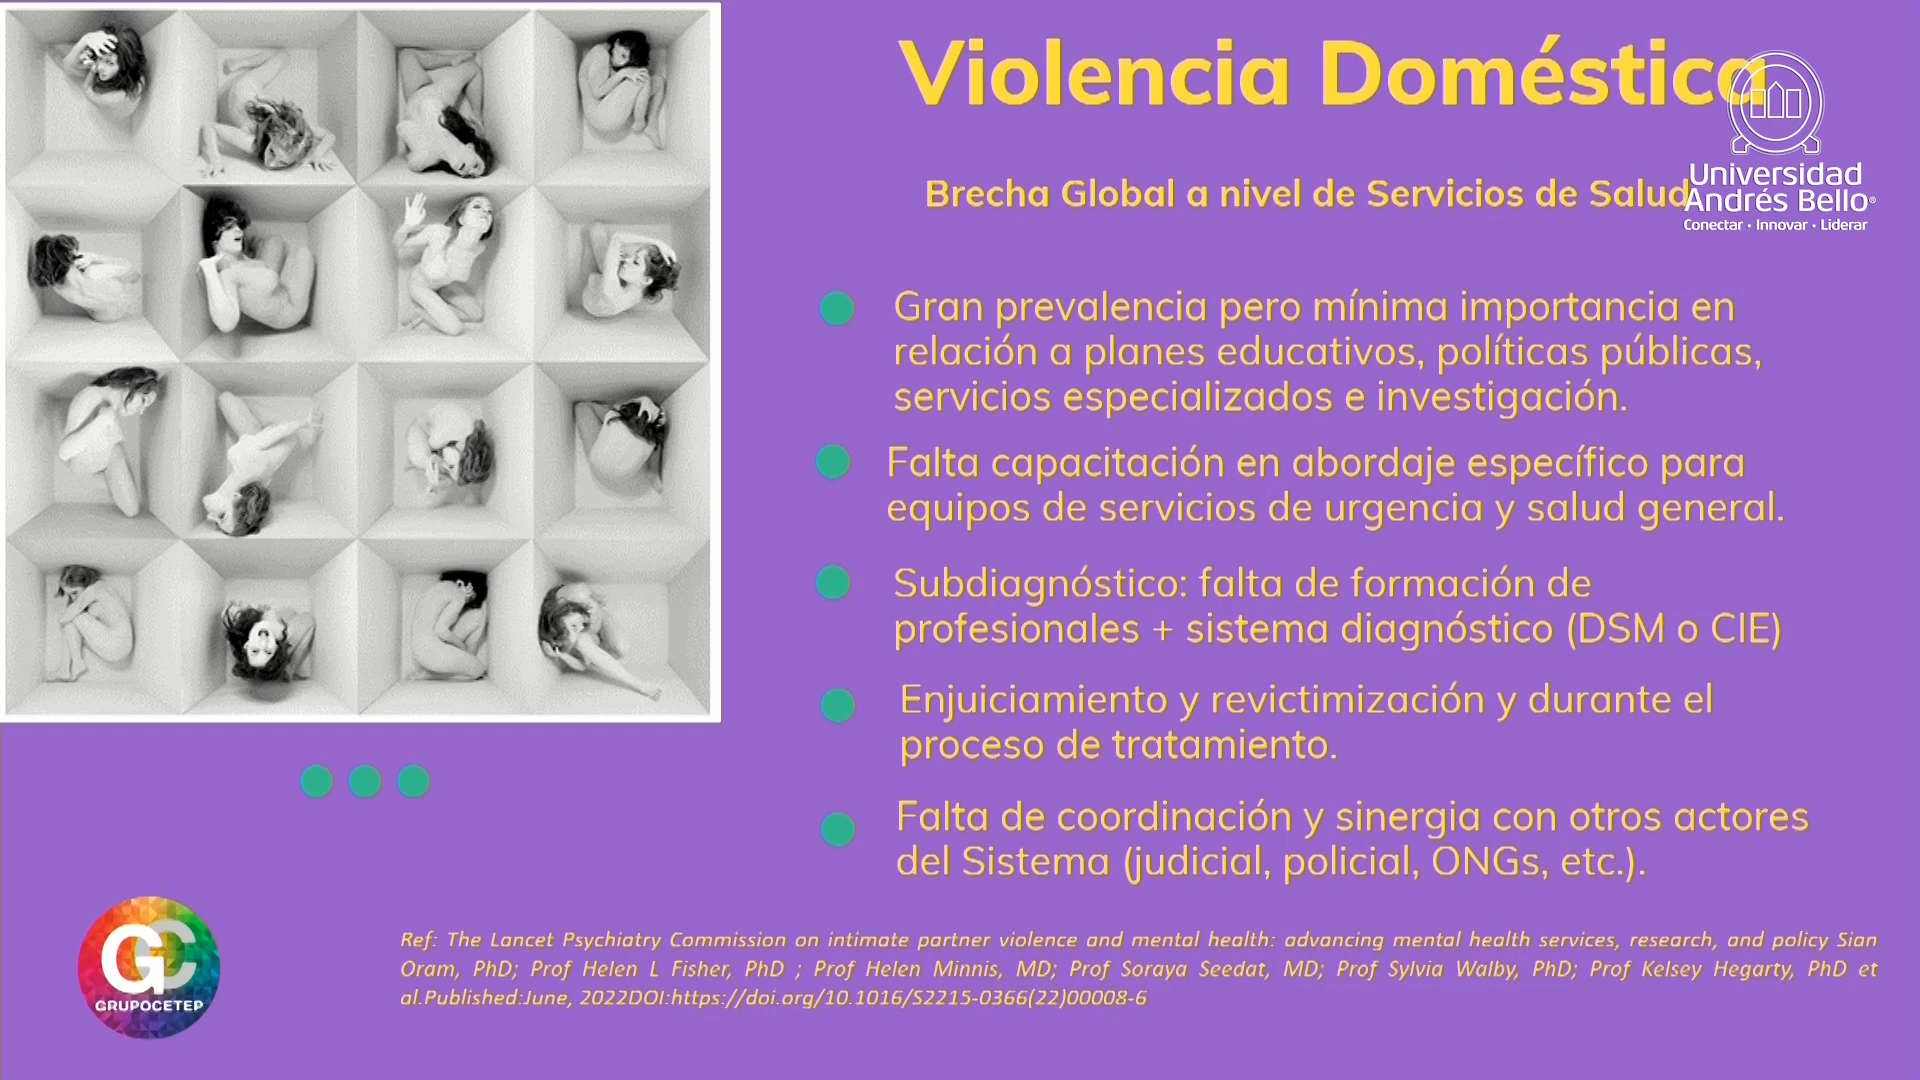 Violencia Doméstica
Universidad
Andrés Bello®
Conectar • Innovar • Liderar
Brecha Global a nivel de Servicios de Salud
Gran prevalencia pero mínima importancia en
relación a planes educativos, políticas públicas,
servicios especializados e investigación.
Falta capacitación en abordaje específico para
equipos de servicios de urgencia y salud general.
Subdiagnóstico: falta de formación de
profesionales + sistema diagnóstico (DSM o CIE)
Enjuiciamiento y revictimización y durante el
proceso de tratamiento.
Falta de coordinación y sinergia con otros actores
del Sistema (judicial, policial, ONGs, etc.).
GC
GRUPOCETEP
Ref: The Lancet Psychiatry Commission on intimate partner violence and mental health: advancing mental health services, research, and policy Sian
Oram, PhD; Prof Helen L Fisher, PhD ; Prof Helen Minnis, MD; Prof Soraya Seedat, MD; Prof Sylvia Walby, PhD; Prof Kelsey Hegarty, PhD et
al.Published:June, 2022DOI:https://doi.org/10.1016/S2215-0366(22)00008-6